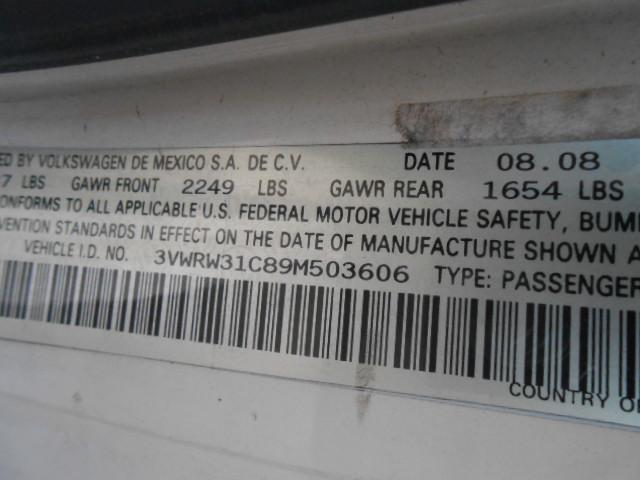 ED BY VOLKSWAGEN DE MEXICO S.A. DE C.V. DATE 08.08
7 LBS GAWR FRONT 2249 LBS GAWR REAR 1654 LBS
ONFORMS TO ALL APPLICABLE U.S. FEDERAL MOTOR VEHICLE SAFETY, BUM
VENTION STANDARDS IN EFFECT ON THE DATE OF MANUFACTURE SHOWN A
VEHICLE I.D. NO. 3VWRW31C89M503606 TYPE: PASSENGER
COUNTRY O